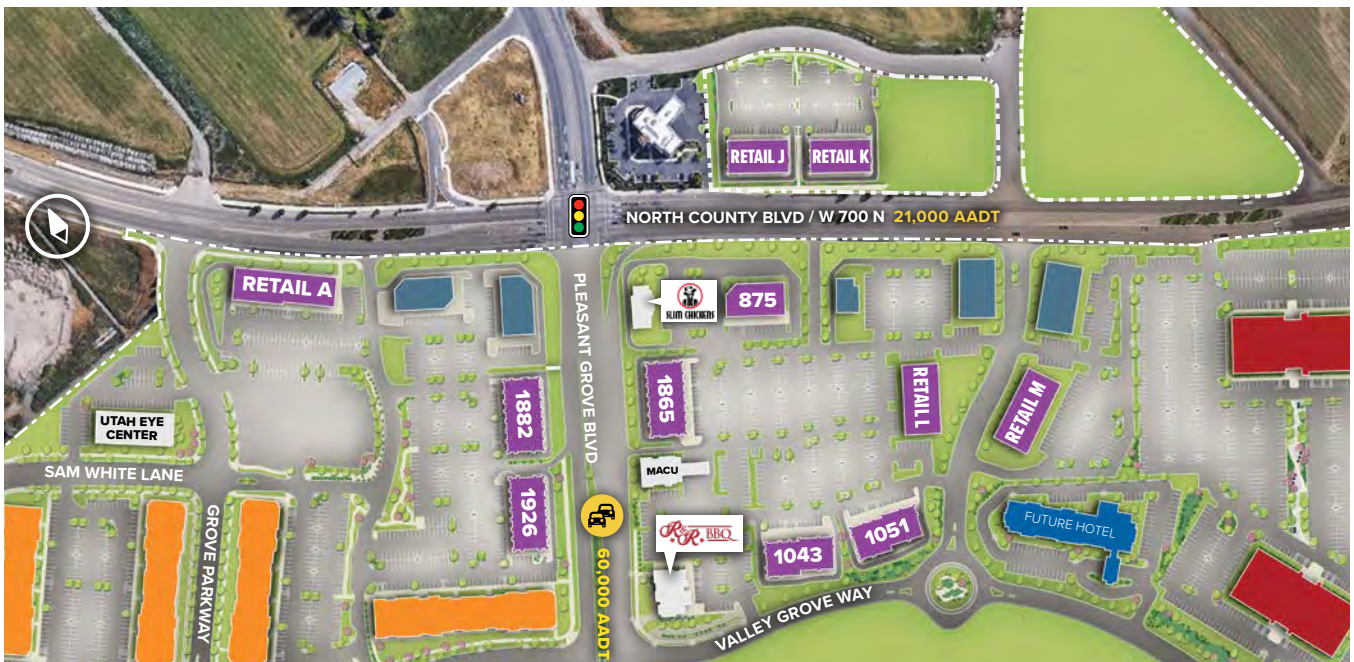 RETAIL J
RETAIL K
NORTH COUNTY BLVD / W 700 N 21,000 AADT
RETAIL A
PLEASANT GROVE BLVD
SLIM CHICKENS
875
1882
1865
RETAIL L
RETAIL M
UTAH EYE
CENTER
SAM WHITE LANE
MACU
GROVE PARKWAY
1926
R&R BBQ
1043
1051
FUTURE HOTEL
60,000 AADT
VALLEY GROVE WAY